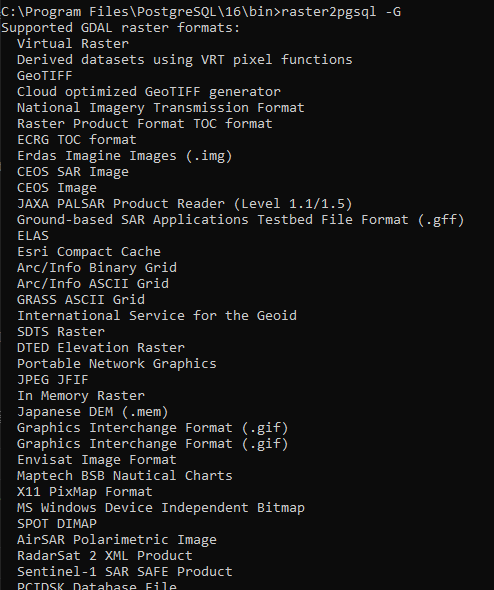 C:\Program Files\PostgreSQL\16\bin>raster2pgsql -G
Supported GDAL raster formats:
Virtual Raster
Derived datasets using VRT pixel functions
GeoTIFF
Cloud optimized GeoTIFF generator
National Imagery Transmission Format
Raster Product Format TOC format
ECRG TOC format
Erdas Imagine Images (.img)
CEOS SAR Image
CEOS Image
JAXA PALSAR Product Reader (Level 1.1/1.5)
Ground-based SAR Applications Testbed File Format (.gff)
ELAS
Esri Compact Cache
Arc/Info Binary Grid
Arc/Info ASCII Grid
GRASS ASCII Grid
International Service for the Geoid
SDTS Raster
DTED Elevation Raster
Portable Network Graphics
JPEG JFIF
In Memory Raster
Japanese DEM (.mem)
Graphics Interchange Format (.gif)
Graphics Interchange Format (.gif)
Envisat Image Format
Maptech BSB Nautical Charts
X11 PixMap Format
MS Windows Device Independent Bitmap
SPOT DIMAP
AirSAR Polarimetric Image
RadarSat 2 XML Product
Sentinel-1 SAR SAFE Product
PCIDSK Database File